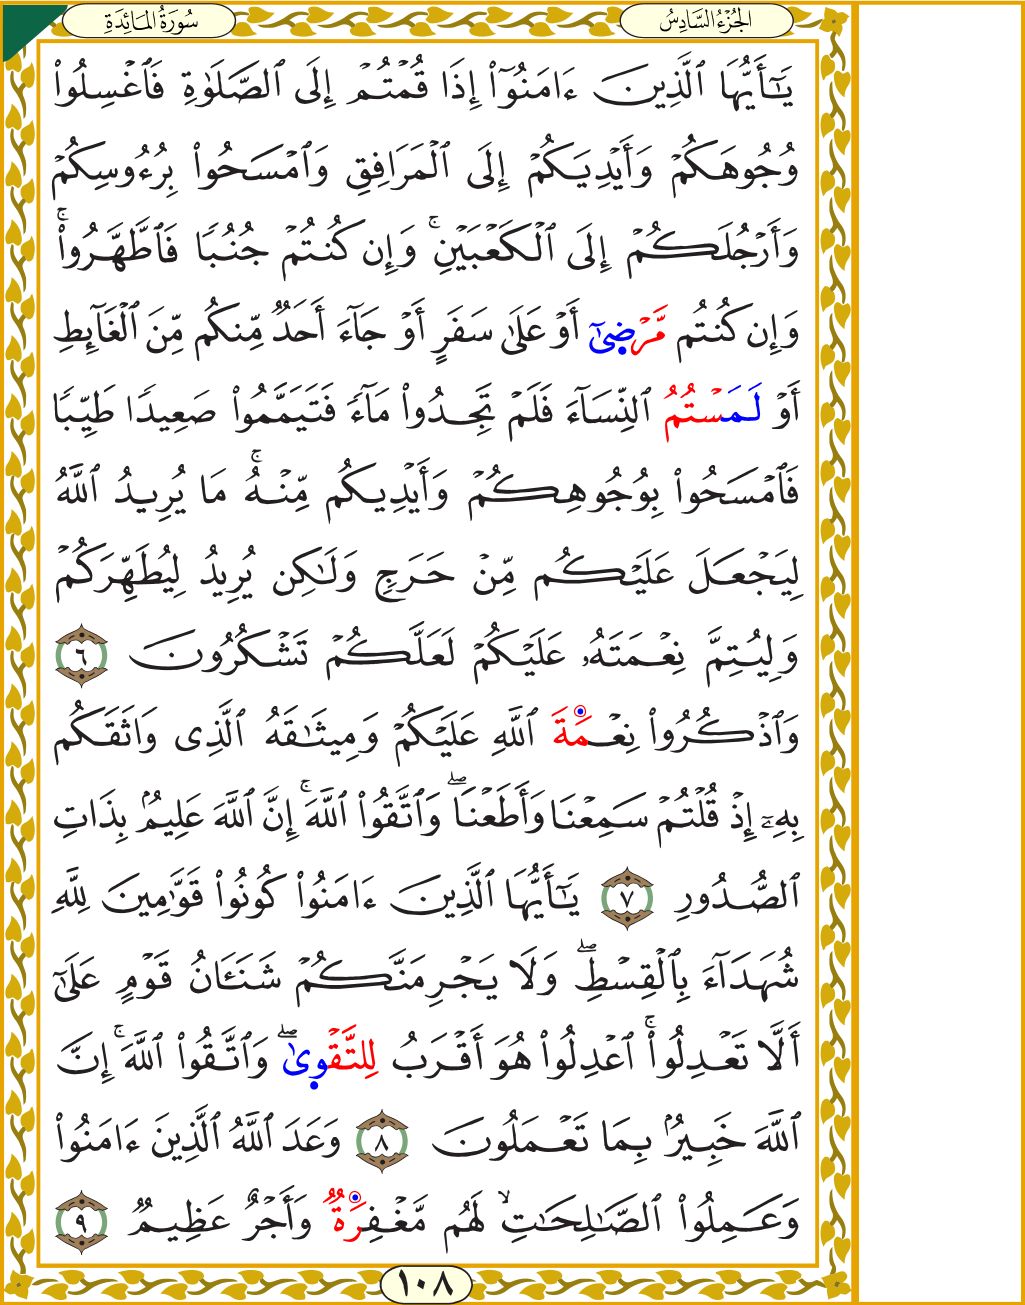 سُورَةُ المَائِدَةِ
الجُزْءُ السَّادِسُ
يَـٰٓأَيُّهَا ٱلَّذِينَ ءَامَنُوٓا۟ إِذَا قُمْتُمْ إِلَى ٱلصَّلَوٰةِ فَٱغْسِلُوا۟
وُجُوهَكُمْ وَأَيْدِيَكُمْ إِلَى ٱلْمَرَافِقِ وَٱمْسَحُوا۟ بِرُءُوسِكُمْ
وَأَرْجُلَكُمْ إِلَى ٱلْكَعْبَيْنِ ۚ وَإِن كُنتُمْ جُنُبًا فَٱطَّهَّرُوا۟ ۚ
وَإِن كُنتُم مَّرْضَىٰٓ أَوْ عَلَىٰ سَفَرٍ أَوْ جَآءَ أَحَدٌ مِّنكُم مِّنَ ٱلْغَآئِطِ
أَوْ لَمَسْتُمُ ٱلنِّسَآءَ فَلَمْ تَجِدُوا۟ مَآءً فَتَيَمَّمُوا۟ صَعِيدًا طَيِّبًا
فَٱمْسَحُوا۟ بِوُجُوهِكُمْ وَأَيْدِيكُم مِّنْهُ ۚ مَا يُرِيدُ ٱللَّهُ
لِيَجْعَلَ عَلَيْكُم مِّنْ حَرَجٍ وَلَـٰكِن يُرِيدُ لِيُطَهِّرَكُمْ
وَلِيُتِمَّ نِعْمَتَهُۥ عَلَيْكُمْ لَعَلَّكُمْ تَشْكُرُونَ ٦
وَٱذْكُرُوا۟ نِعْمَةَ ٱللَّهِ عَلَيْكُمْ وَمِيثَـٰقَهُ ٱلَّذِى وَاثَقَكُم
بِهِۦٓ إِذْ قُلْتُمْ سَمِعْنَا وَأَطَعْنَا ۖ وَٱتَّقُوا۟ ٱللَّهَ ۚ إِنَّ ٱللَّهَ عَلِيمٌۢ بِذَاتِ
ٱلصُّدُورِ ٧ يَـٰٓأَيُّهَا ٱلَّذِينَ ءَامَنُوا۟ كُونُوا۟ قَوَّٰمِينَ لِلَّهِ
شُهَدَآءَ بِٱلْقِسْطِ ۖ وَلَا يَجْرِمَنَّكُمْ شَنَـَٔانُ قَوْمٍ عَلَىٰٓ
أَلَّا تَعْدِلُوا۟ ۚ ٱعْدِلُوا۟ هُوَ أَقْرَبُ لِلتَّقْوَىٰ ۖ وَٱتَّقُوا۟ ٱللَّهَ ۚ إِنَّ
ٱللَّهَ خَبِيرٌۢ بِمَا تَعْمَلُونَ ٨ وَعَدَ ٱللَّهُ ٱلَّذِينَ ءَامَنُوا۟
وَعَمِلُوا۟ ٱلصَّـٰلِحَـٰتِ ۙ لَهُم مَّغْفِرَةٌ وَأَجْرٌ عَظِيمٌ ٩
١٠٨